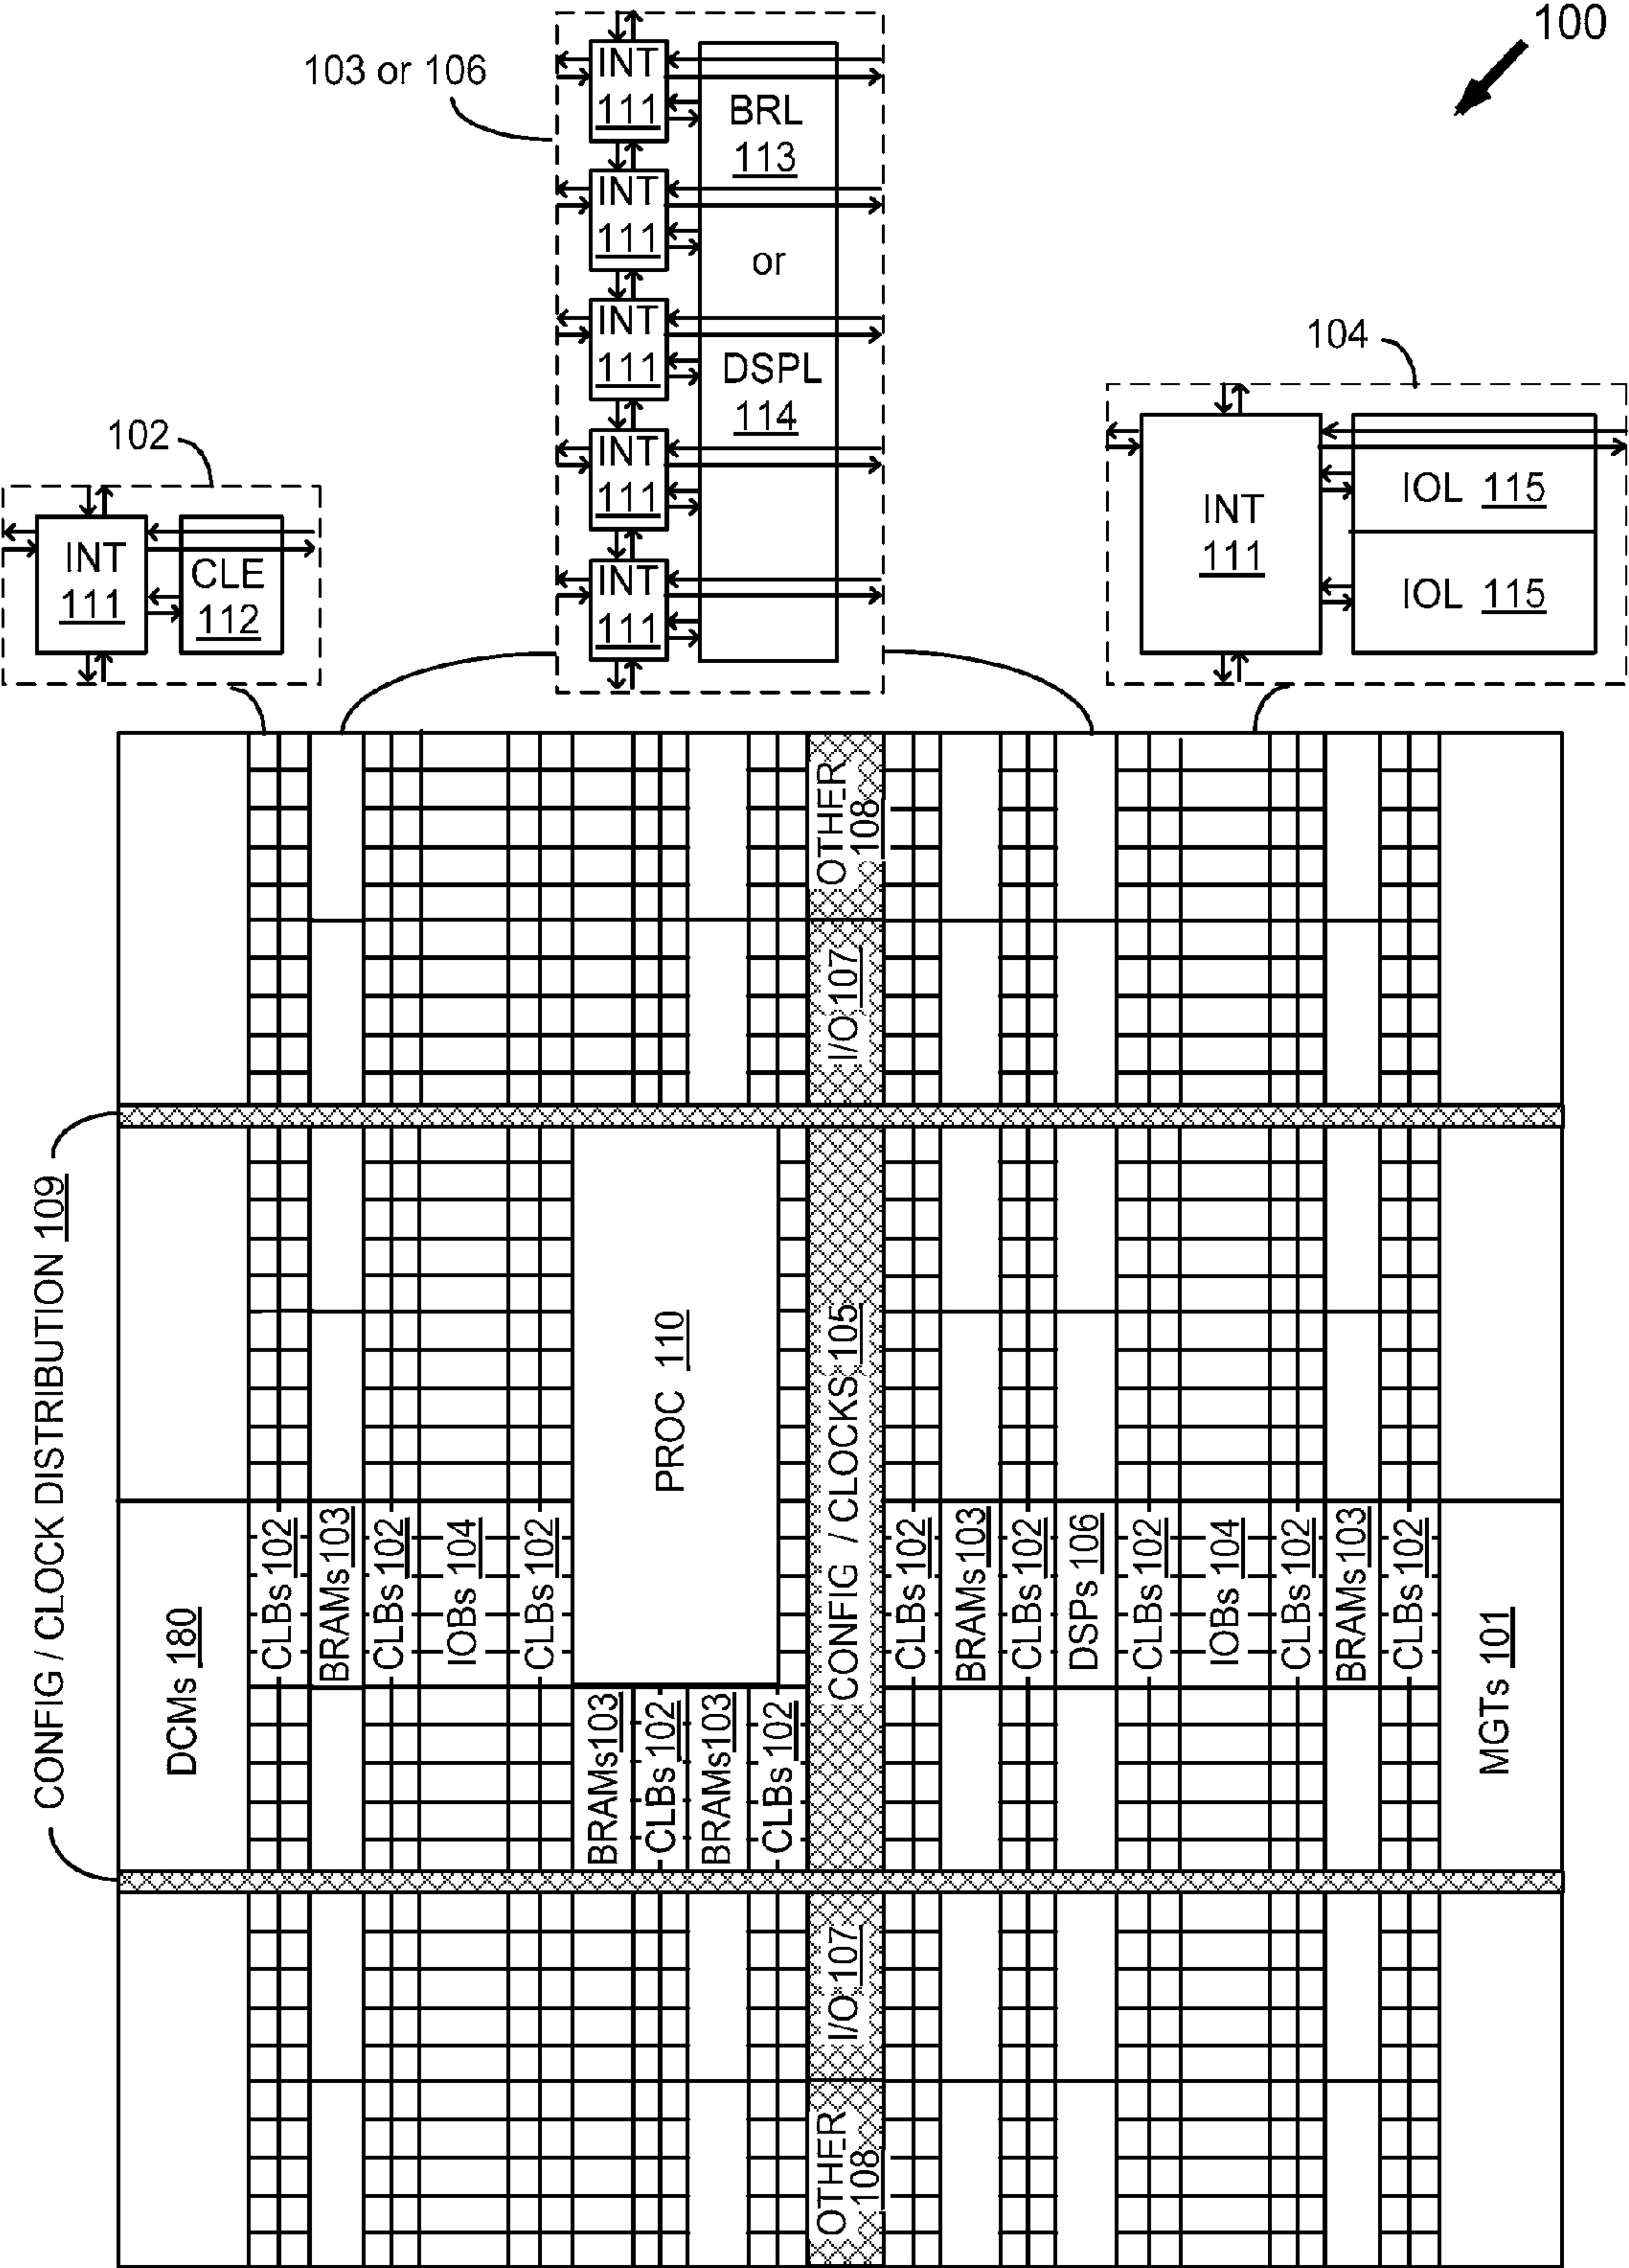 100
103 or 106
INT
111
INT
111
INT
111
INT
111
INT
111
BRL
113
or
DSPL
114
104
INT
111
IOL 115
IOL 115
102
INT
111
CLE
112
CONFIG / CLOCK DISTRIBUTION 109
OTHER
108
I/O 107
PROC 110
CONFIG / CLOCKS 105
DCMs 180
CLBs 102
BRAMs 103
CLBs 102
IOBs 104
CLBs 102
BRAMs 103
CLBs 102
BRAMs 103
CLBs 102
CLBs 102
BRAMs 103
CLBs 102
DSPs 106
CLBs 102
IOBs 104
CLBs 102
BRAMs 103
CLBs 102
MGTs 101
I/O 107
OTHER
108